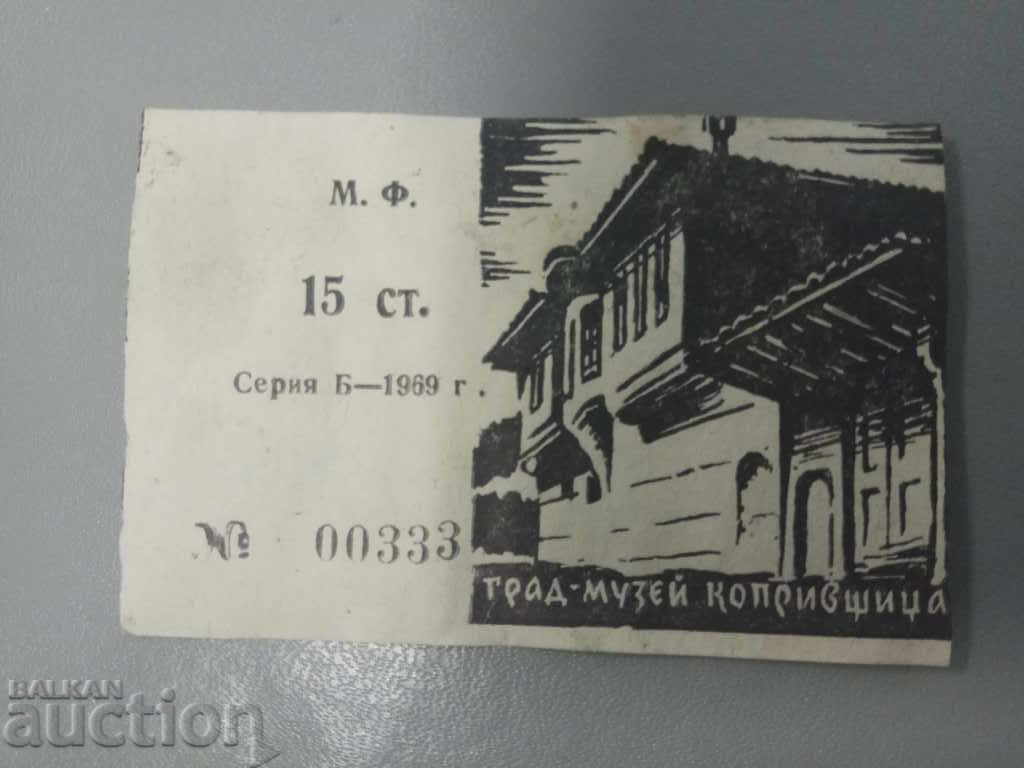 М. Ф.
15 ст.
Серия Б—1969 г.
№ 00333
ГРАД-МУЗЕЙ КОПРИВЩИЦА
BALKAN
auction